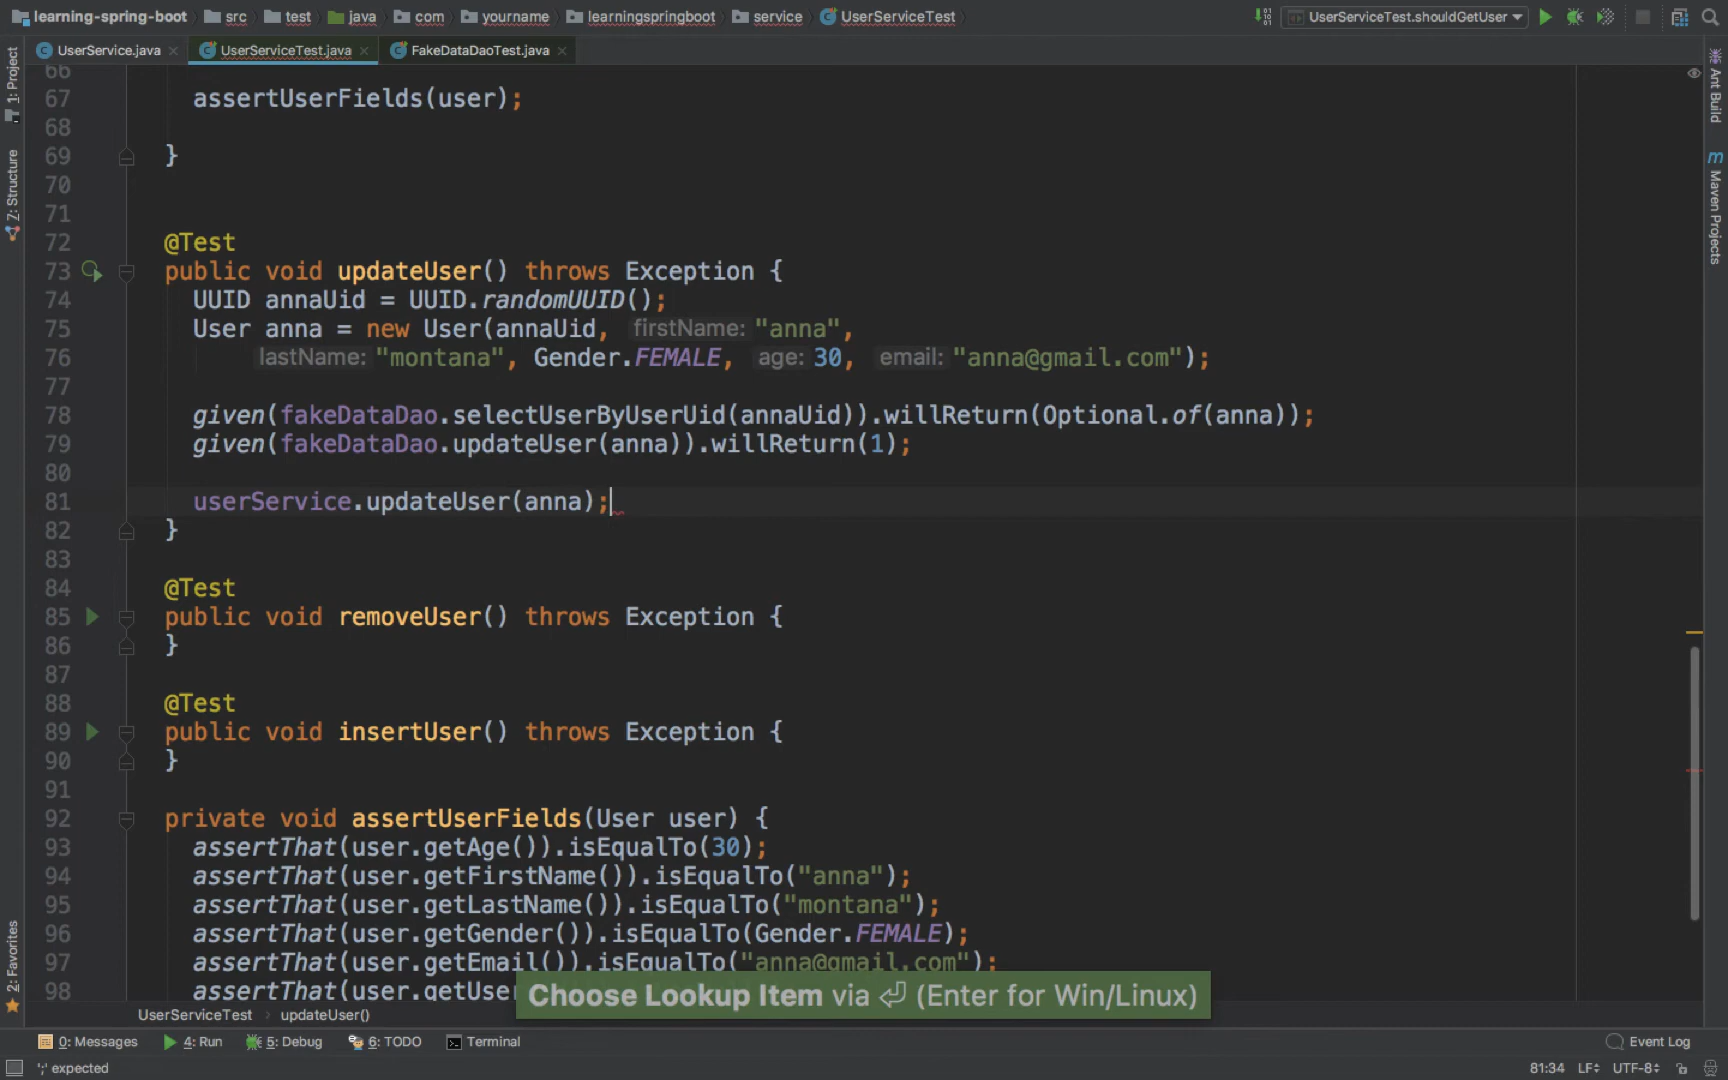 learning-spring-boot src test java com yourname learningspringboot service UserServiceTest UserServiceTest.shouldGetUser
UserService.java UserServiceTest.java FakeDataDaoTest.java
1: Project
7: Structure
2: Favorites
Ant Build
m Maven Projects
66
67 assertUserFields(user);
68
69 }
70
71
72 @Test
73 public void updateUser() throws Exception {
74 UUID annaUid = UUID.randomUUID();
75 User anna = new User(annaUid, firstName: "anna",
76 lastName: "montana", Gender.FEMALE, age: 30, email: "anna@gmail.com");
77
78 given(fakeDataDao.selectUserByUserUid(annaUid)).willReturn(Optional.of(anna));
79 given(fakeDataDao.updateUser(anna)).willReturn(1);
80
81 userService.updateUser(anna);
82 }
83
84 @Test
85 public void removeUser() throws Exception {
86 }
87
88 @Test
89 public void insertUser() throws Exception {
90 }
91
92 private void assertUserFields(User user) {
93 assertThat(user.getAge()).isEqualTo(30);
94 assertThat(user.getFirstName()).isEqualTo("anna");
95 assertThat(user.getLastName()).isEqualTo("montana");
96 assertThat(user.getGender()).isEqualTo(Gender.FEMALE);
97 assertThat(user.getEmail()).isEqualTo("anna@gmail.com");
98 assertThat(user.getUse
Choose Lookup Item via ⏎ (Enter for Win/Linux)
UserServiceTest › updateUser()
0: Messages 4: Run 5: Debug 6: TODO Terminal Event Log
';' expected 81:34 LF÷ UTF-8÷